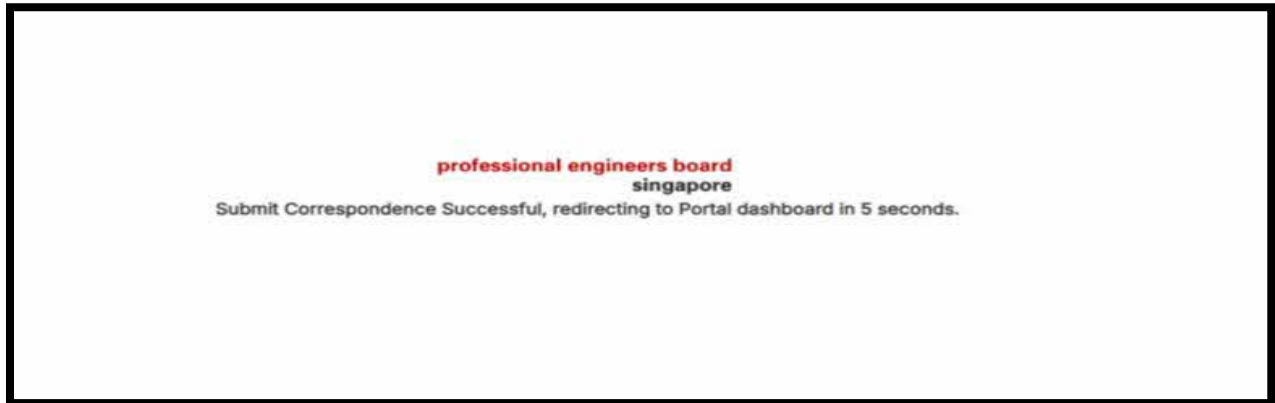 professional engineers board
singapore
Submit Correspondence Successful, redirecting to Portal dashboard in 5 seconds.